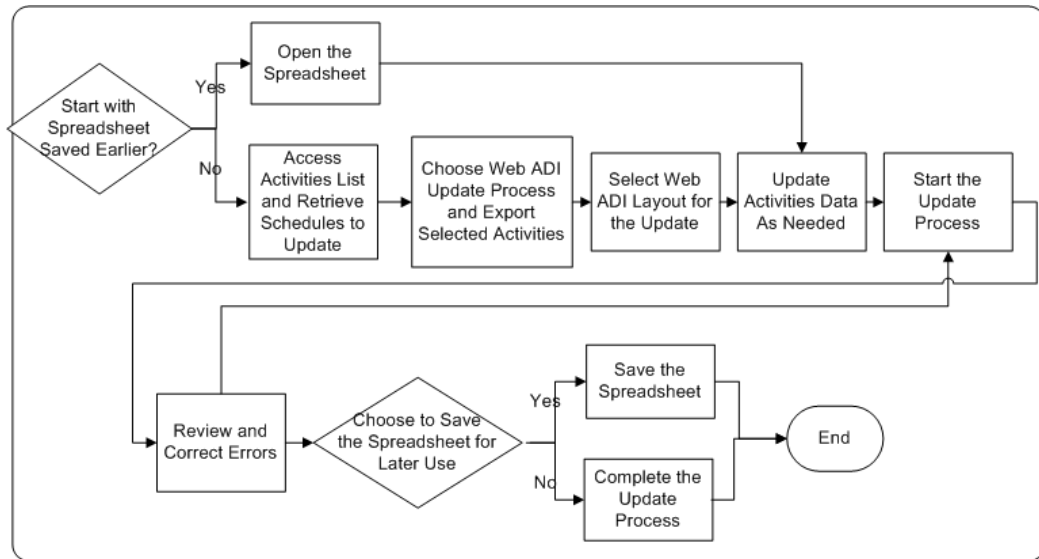 Open the
Spreadsheet
Yes
Start with
Spreadsheet
Saved Earlier?
No
Access
Activities List
and Retrieve
Schedules to
Update
Choose Web ADI
Update Process
and Export
Selected Activities
Select Web
ADI Layout for
the Update
Update
Activities Data
As Needed
Start the
Update
Process
Review and
Correct Errors
Choose to Save
the Spreadsheet for
Later Use
Yes
Save the
Spreadsheet
No
Complete the
Update
Process
End